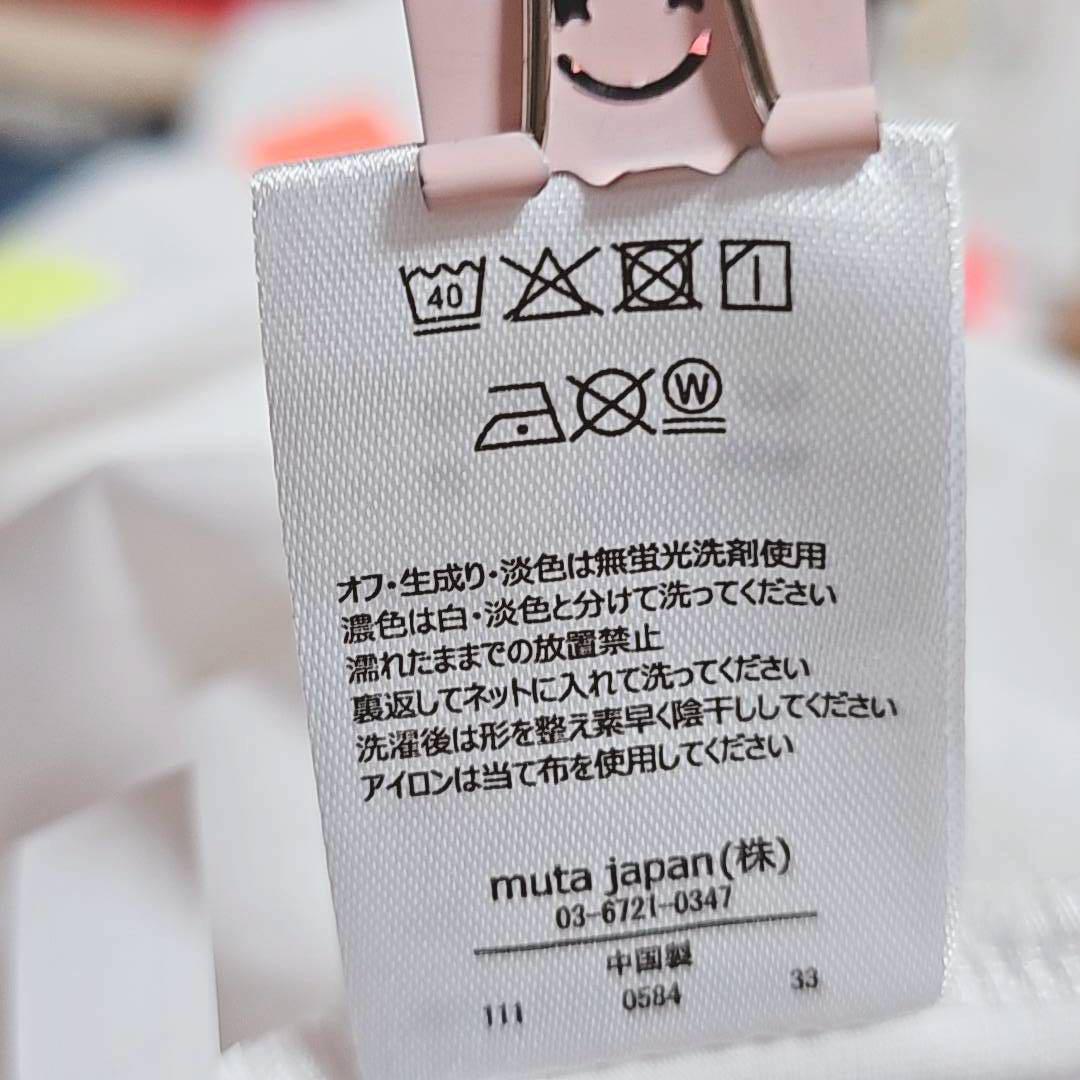 40
W
オフ・生成り・淡色は無蛍光洗剤使用
濃色は白・淡色と分けて洗ってください
濡れたままでの放置禁止
裏返してネットに入れて洗ってください
洗濯後は形を整え素早く陰干ししてください
アイロンは当て布を使用してください
muta japan(株)
03-6721-0347
中国製
111 0584 33